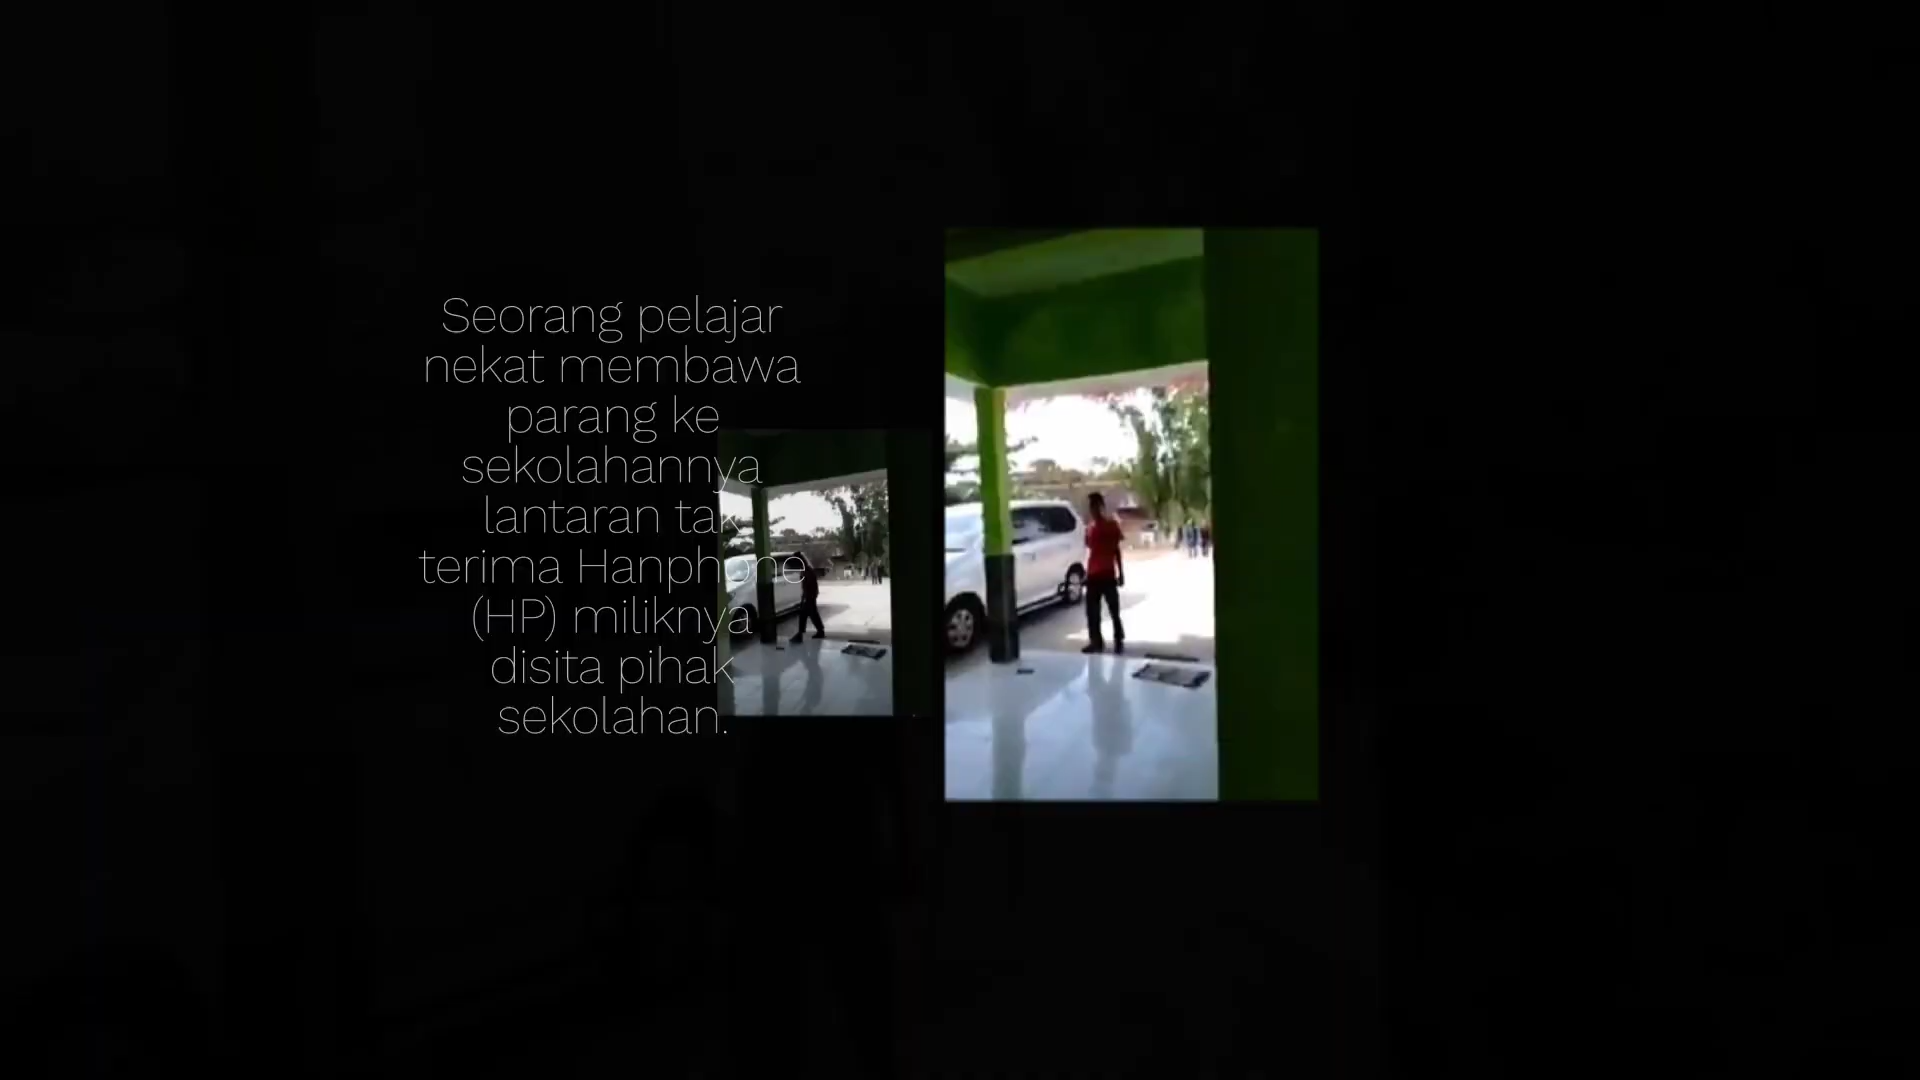 Seorang pelajar
nekat membawa
parang ke
sekolahannya
lantaran tak
terima Hanphone
(HP) miliknya
disita pihak
sekolahan.